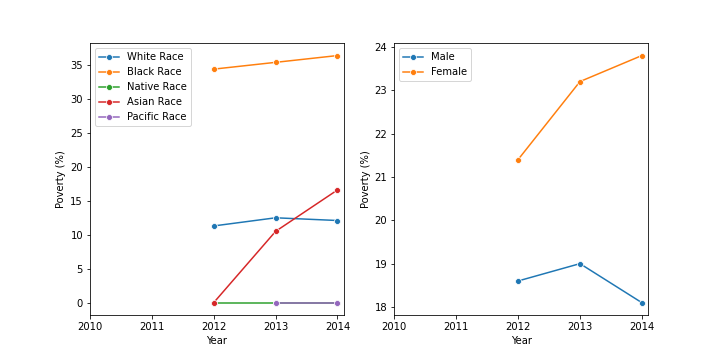 White Race
Black Race
Native Race
Asian Race
Pacific Race
35
30
25
20
15
10
5
0
Poverty (%)
2010 2011 2012 2013 2014
Year
Male
Female
24
23
22
21
20
19
18
Poverty (%)
2010 2011 2012 2013 2014
Year